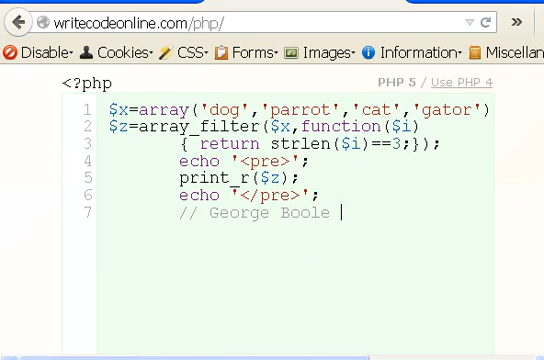 writecodeonline.com/php/
Disable Cookies CSS Forms Images Information Miscellan
<?php PHP 5 / Use PHP 4
1 $x=array('dog','parrot','cat','gator')
2 $z=array_filter($x,function($i)
3 { return strlen($i)==3;});
4 echo '<pre>';
5 print_r($z);
6 echo '</pre>';
7 // George Boole